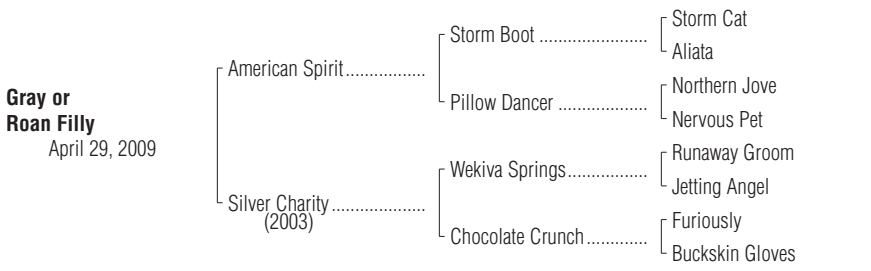 Storm Cat
Storm Boot ......................
Aliata
American Spirit................
Northern Jove
Pillow Dancer ..................
Nervous Pet
Gray or
Roan Filly
April 29, 2009
Runaway Groom
Wekiva Springs................
Jetting Angel
Silver Charity ...................
(2003)
Furiously
Chocolate Crunch.............
Buckskin Gloves